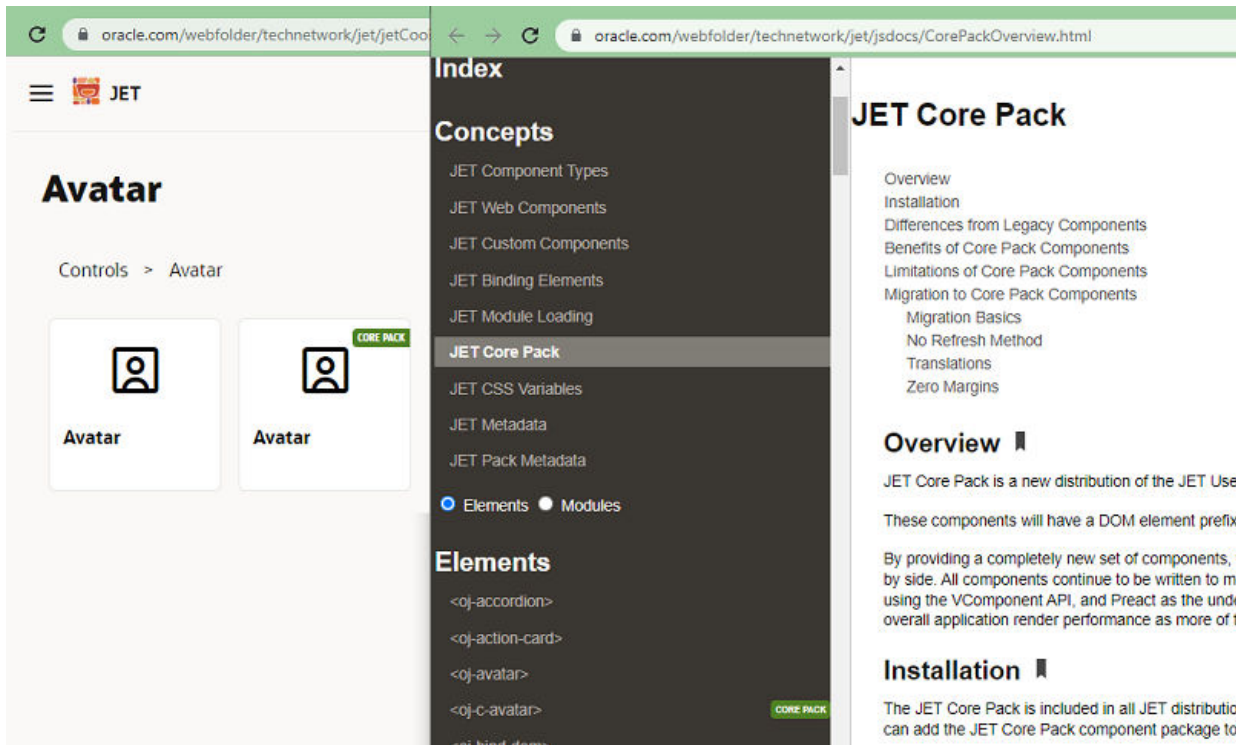 oracle.com/webfolder/technetwork/jet/jetCoo
JET
Avatar
Controls > Avatar
Avatar
CORE PACK
Avatar
oracle.com/webfolder/technetwork/jet/jsdocs/CorePackOverview.html
Index
Concepts
JET Component Types
JET Web Components
JET Custom Components
JET Binding Elements
JET Module Loading
JET Core Pack
JET CSS Variables
JET Metadata
JET Pack Metadata
Elements Modules
Elements
<oj-accordion>
<oj-action-card>
<oj-avatar>
<oj-c-avatar> CORE PACK
JET Core Pack
Overview
Installation
Differences from Legacy Components
Benefits of Core Pack Components
Limitations of Core Pack Components
Migration to Core Pack Components
Migration Basics
No Refresh Method
Translations
Zero Margins
Overview
JET Core Pack is a new distribution of the JET Use
These components will have a DOM element prefix
By providing a completely new set of components,
by side. All components continue to be written to m
using the VComponent API, and Preact as the unde
overall application render performance as more of
Installation
The JET Core Pack is included in all JET distributio
can add the JET Core Pack component package to